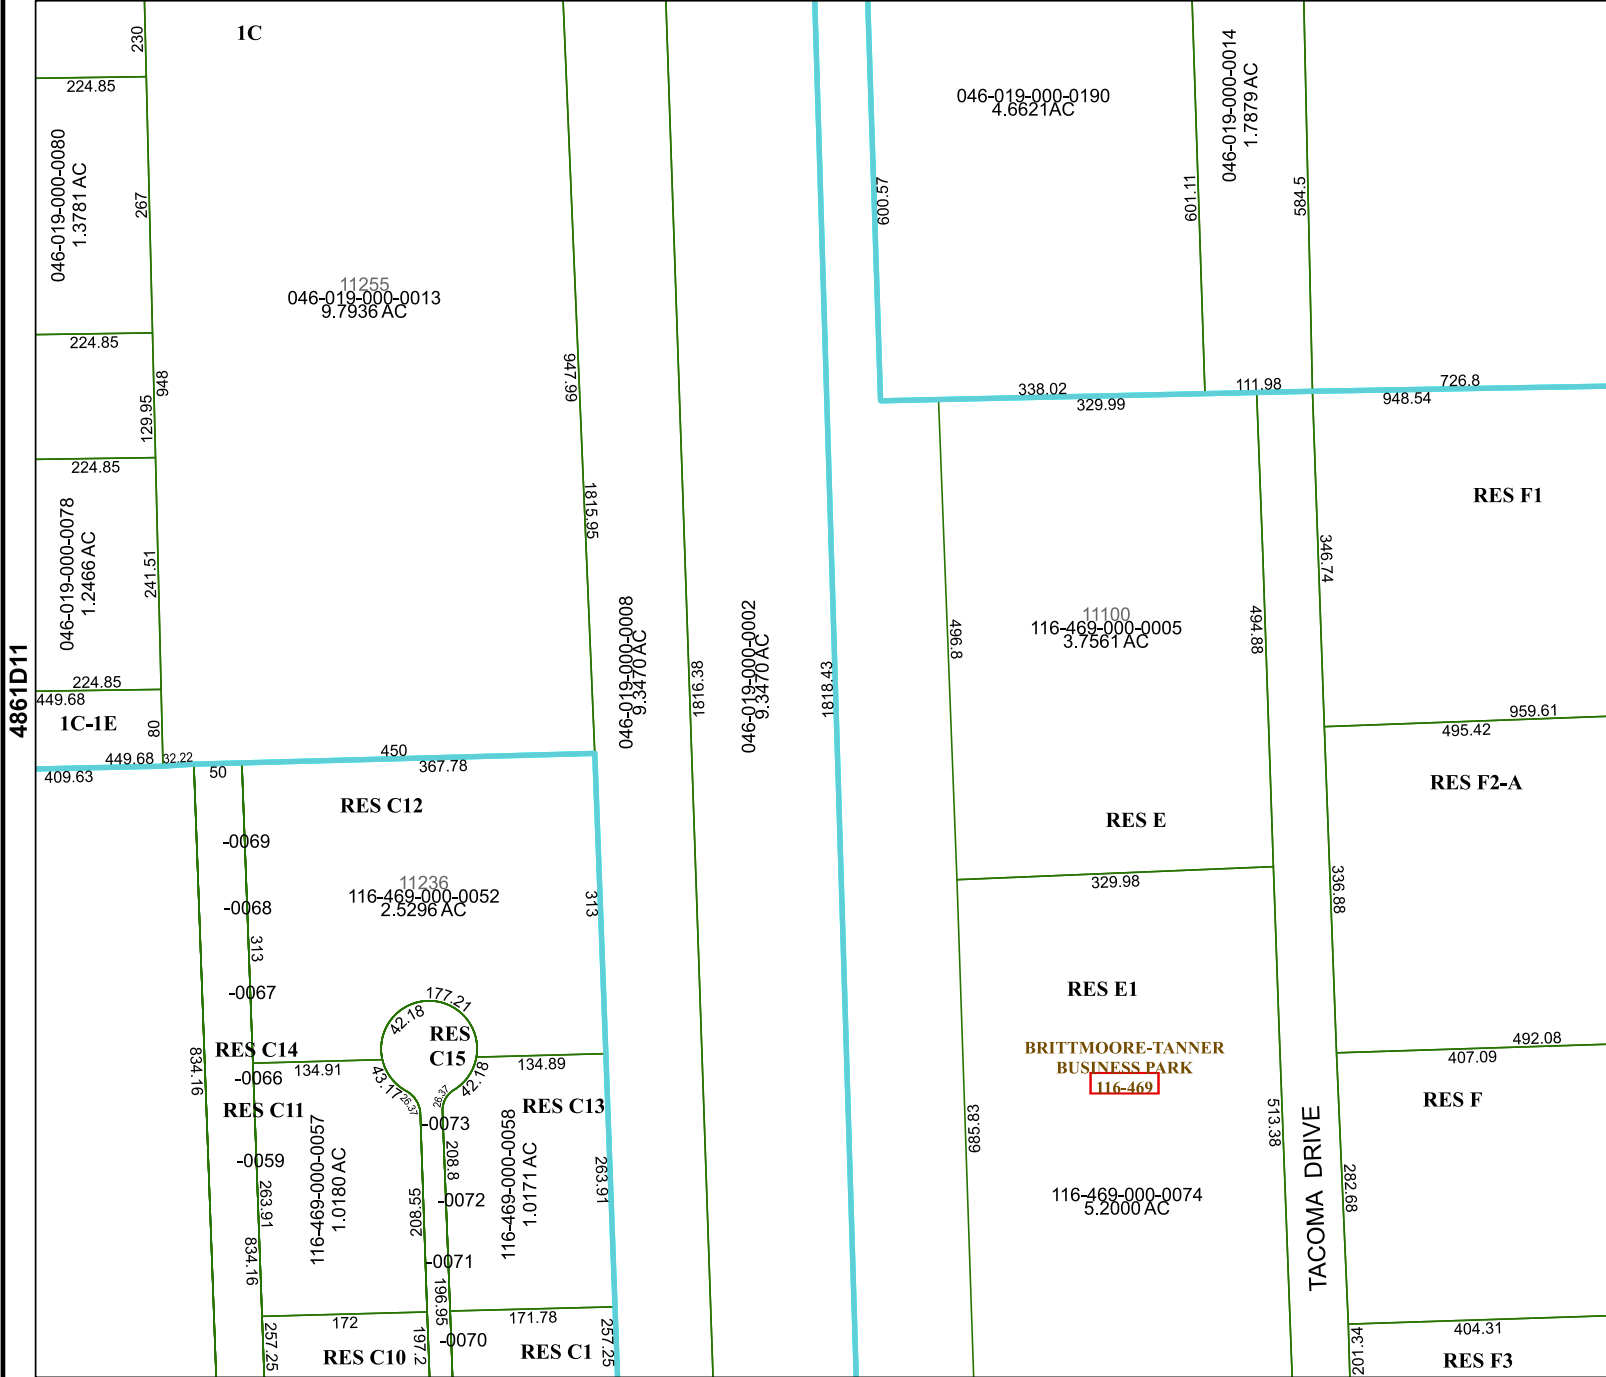 230
1C
224.85
046-019-000-0080
1.3781 AC
267
11255
046-019-000-0013
9.7936 AC
224.85
948
129.95
224.85
046-019-000-0078
1.2466 AC
241.51
224.85
449.68
1C-1E
80
4861D11
449.68
32.22
409.63
50
450
367.78
947.99
1815.95
046-019-000-0008
9.3470 AC
1816.38
046-019-000-0002
9.3470 AC
1818.43
600.57
046-019-000-0190
4.6621AC
601.11
046-019-000-0014
1.7879 AC
584.5
338.02
329.99
111.98
726.8
948.54
RES F1
346.74
496.8
11100
116-469-000-0005
3.7561 AC
494.88
959.61
495.42
RES F2-A
RES E
329.98
336.88
RES E1
BRITTMOORE-TANNER
BUSINESS PARK
116-469
685.83
116-469-000-0074
5.2000 AC
513.38
TACOMA DRIVE
492.08
407.09
RES F
282.68
404.31
201.34
RES F3
RES C12
-0069
11236
116-469-000-0052
2.5296 AC
-0068
313
313
-0067
177.21
42.18
RES
C15
RES C14
834.16
-0066
134.91
134.89
43.17
26.37
26.37
42.18
RES C11
RES C13
-0073
116-469-000-0057
1.0180 AC
116-469-000-0058
1.0171 AC
208.8
-0059
263.91
263.91
208.55
-0072
834.16
-0071
196.95
172
171.78
257.25
197.2
-0070
257.25
RES C10
RES C1